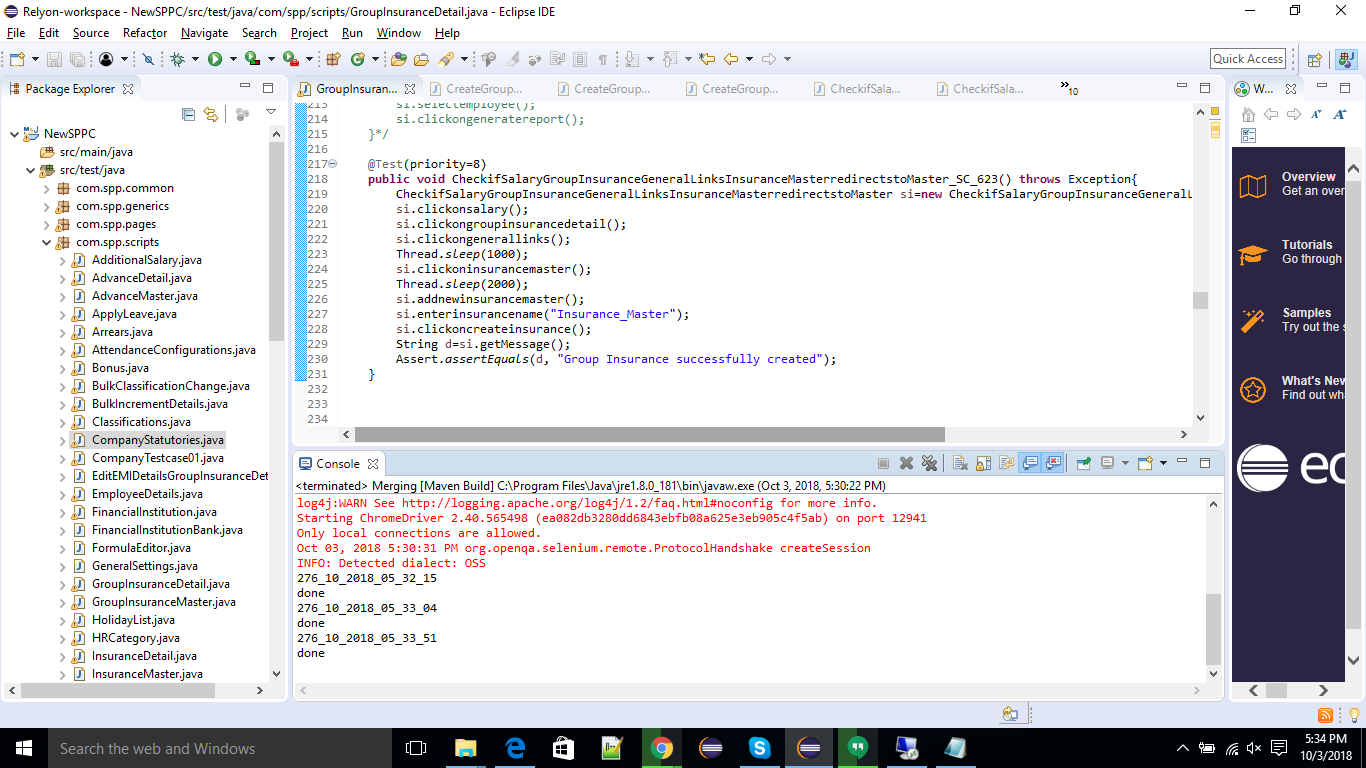 Relyon-workspace - NewSPPC/src/test/java/com/spp/scripts/GroupInsuranceDetail.java - Eclipse IDE
File Edit Source Refactor Navigate Search Project Run Window Help
Quick Access
Package Explorer
NewSPPC
src/main/java
src/test/java
com.spp.common
com.spp.generics
com.spp.pages
com.spp.scripts
AdditionalSalary.java
AdvanceDetail.java
AdvanceMaster.java
ApplyLeave.java
Arrears.java
AttendanceConfigurations.java
Bonus.java
BulkClassificationChange.java
BulkIncrementDetails.java
Classifications.java
CompanyStatutories.java
CompanyTestcase01.java
EditEMIDetailsGroupInsuranceDet
EmployeeDetails.java
FinancialInstitution.java
FinancialInstitutionBank.java
FormulaEditor.java
GeneralSettings.java
GroupInsuranceDetail.java
GroupInsuranceMaster.java
HolidayList.java
HRCategory.java
InsuranceDetail.java
InsuranceMaster.java
GroupInsuran... CreateGroup... CreateGroup... CreateGroup... CheckifSala... CheckifSala... »10
213 si.selectemployee();
214 si.clickongeneratereport();
215 }*/
216
217 @Test(priority=8)
218 public void CheckifSalaryGroupInsuranceGeneralLinksInsuranceMasterredirectstoMaster_SC_623() throws Exception{
219 CheckifSalaryGroupInsuranceGeneralLinksInsuranceMasterredirectstoMaster si=new CheckifSalaryGroupInsuranceGeneralL
220 si.clickonsalary();
221 si.clickongroupinsurancedetail();
222 si.clickongenerallinks();
223 Thread.sleep(1000);
224 si.clickoninsurancemaster();
225 Thread.sleep(2000);
226 si.addnewinsurancemaster();
227 si.enterinsurancename("Insurance_Master");
228 si.clickoncreateinsurance();
229 String d=si.getMessage();
230 Assert.assertEquals(d, "Group Insurance successfully created");
231 }
232
233
234
W...
Overview
Get an over
Tutorials
Go through
Samples
Try out the s
What's New
Find out wh
ec
Console
<terminated> Merging [Maven Build] C:\Program Files\Java\jre1.8.0_181\bin\javaw.exe (Oct 3, 2018, 5:30:22 PM)
log4j:WARN See http://logging.apache.org/log4j/1.2/faq.html#noconfig for more info.
Starting ChromeDriver 2.40.565498 (ea082db3280dd6843ebfb08a625e3eb905c4f5ab) on port 12941
Only local connections are allowed.
Oct 03, 2018 5:30:31 PM org.openqa.selenium.remote.ProtocolHandshake createSession
INFO: Detected dialect: OSS
276_10_2018_05_32_15
done
276_10_2018_05_33_04
done
276_10_2018_05_33_51
done
Search the web and Windows
5:34 PM
10/3/2018